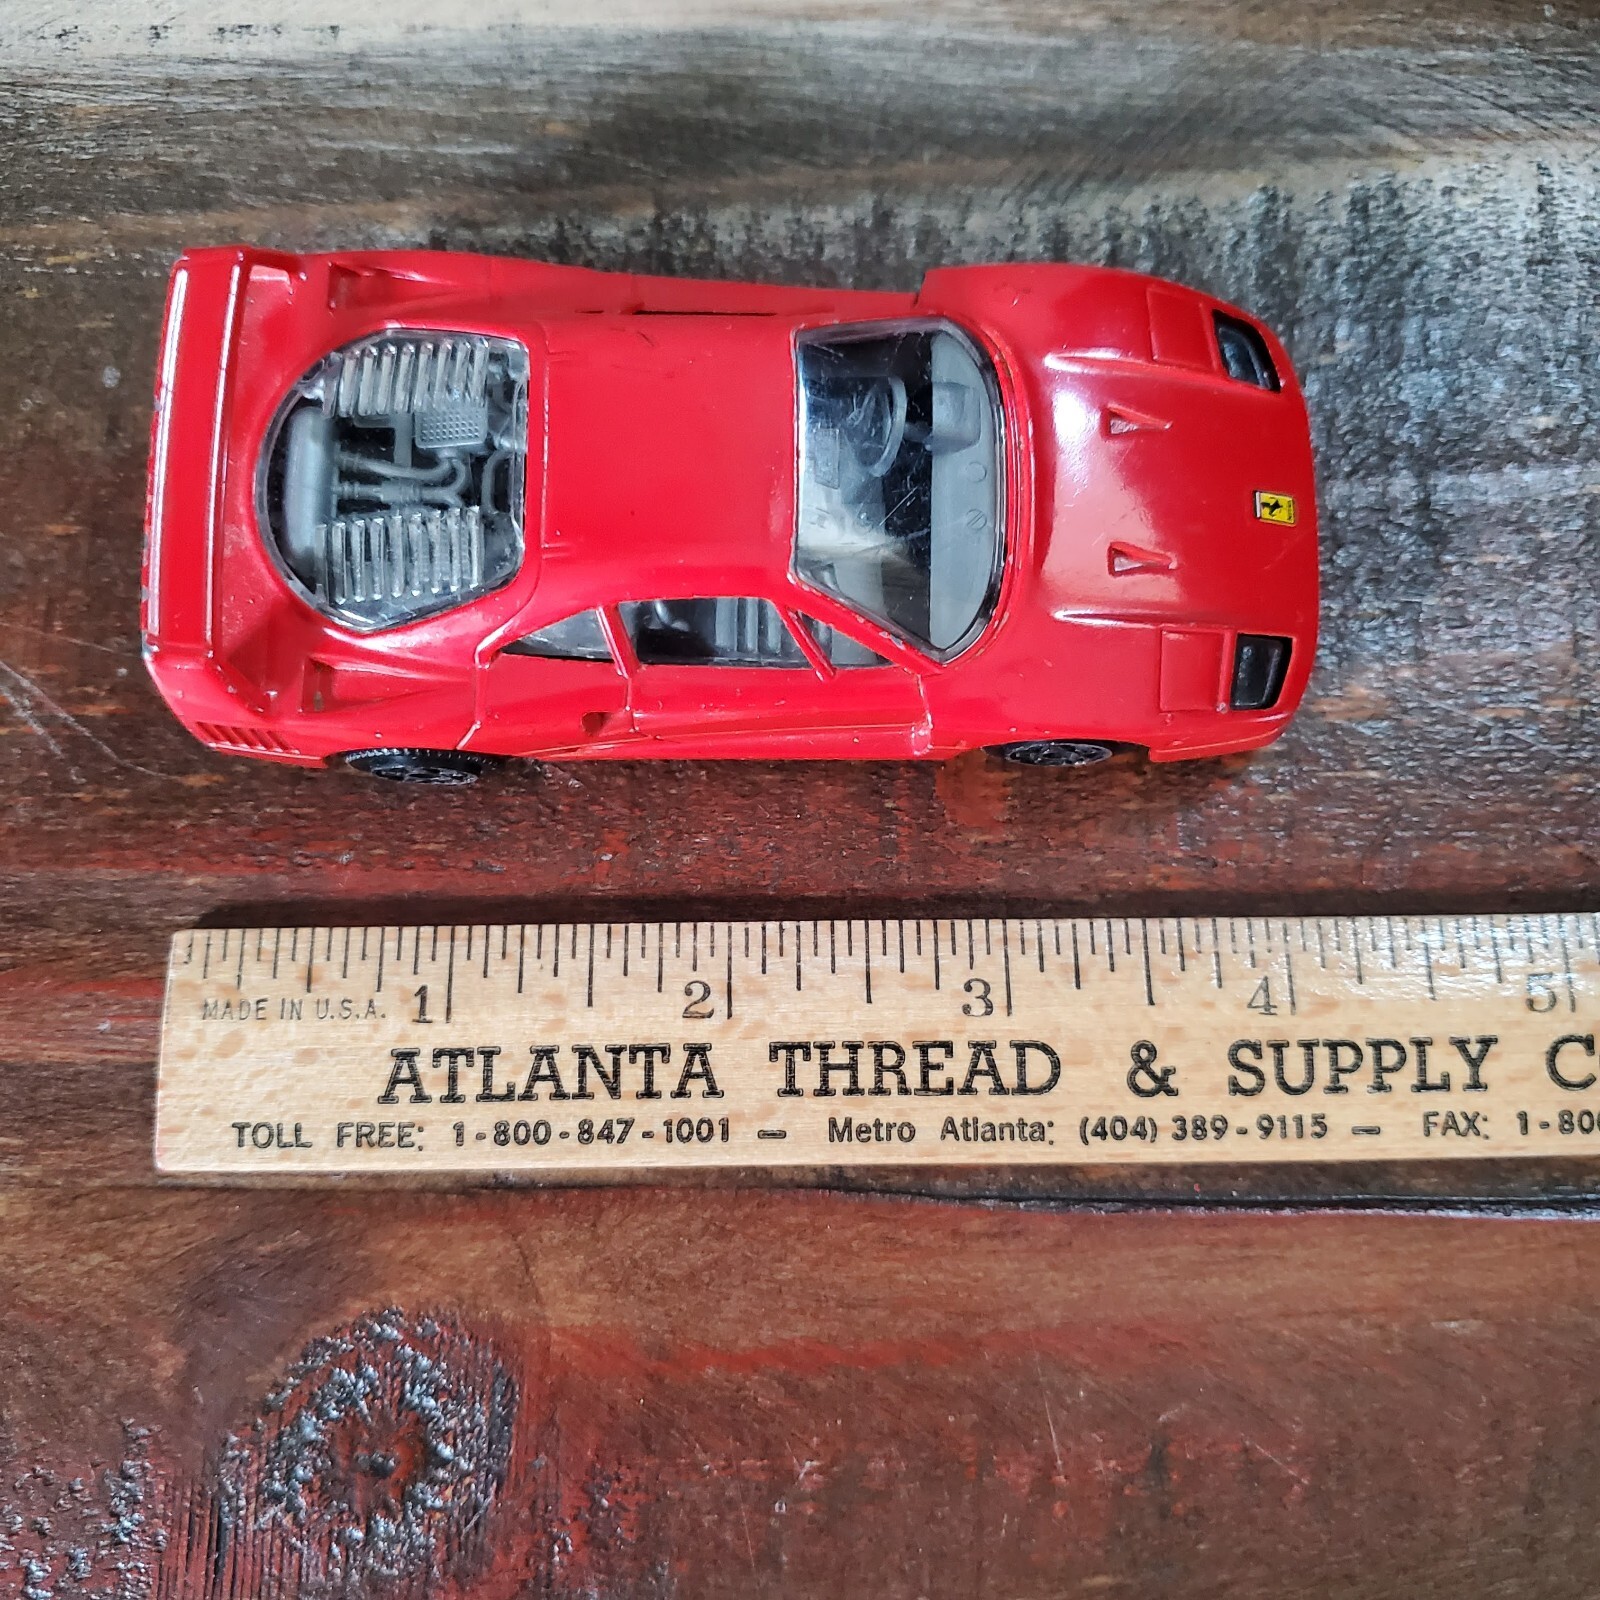 1 2 3 4 5
MADE IN U.S.A.
ATLANTA THREAD & SUPPLY
TOLL FREE: 1-800-847-1001 — Metro Atlanta: (404) 389-9115 — FAX: 1-800